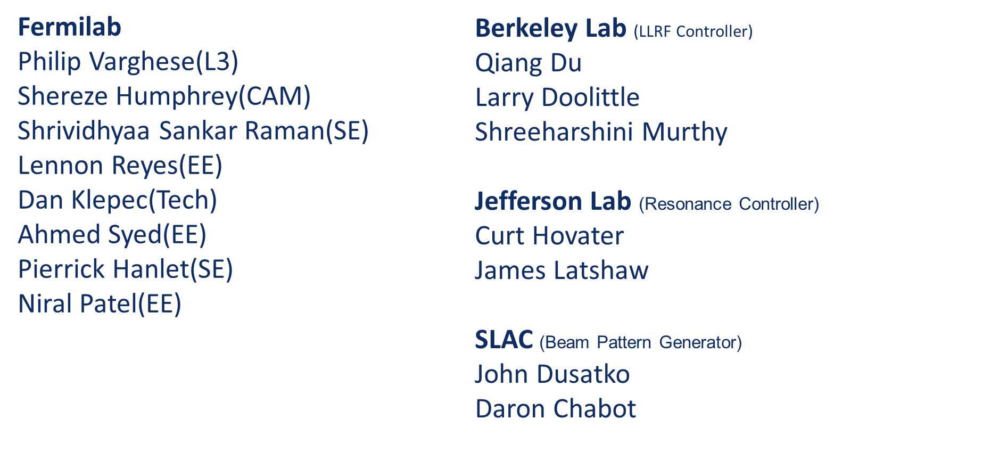 Fermilab
Philip Varghese(L3)
Shereze Humphrey(CAM)
Shrividhyaa Sankar Raman(SE)
Lennon Reyes(EE)
Dan Klepec(Tech)
Ahmed Syed(EE)
Pierrick Hanlet(SE)
Niral Patel(EE)
Berkeley Lab (LLRF Controller)
Qiang Du
Larry Doolittle
Shreeharshini Murthy
Jefferson Lab (Resonance Controller)
Curt Hovater
James Latshaw
SLAC (Beam Pattern Generator)
John Dusatko
Daron Chabot